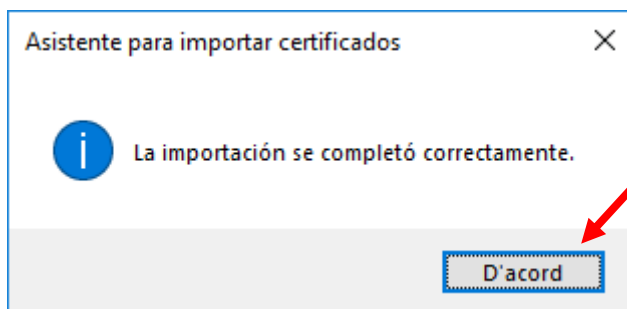 Asistente para importar certificados
La importación se completó correctamente.
D'acord